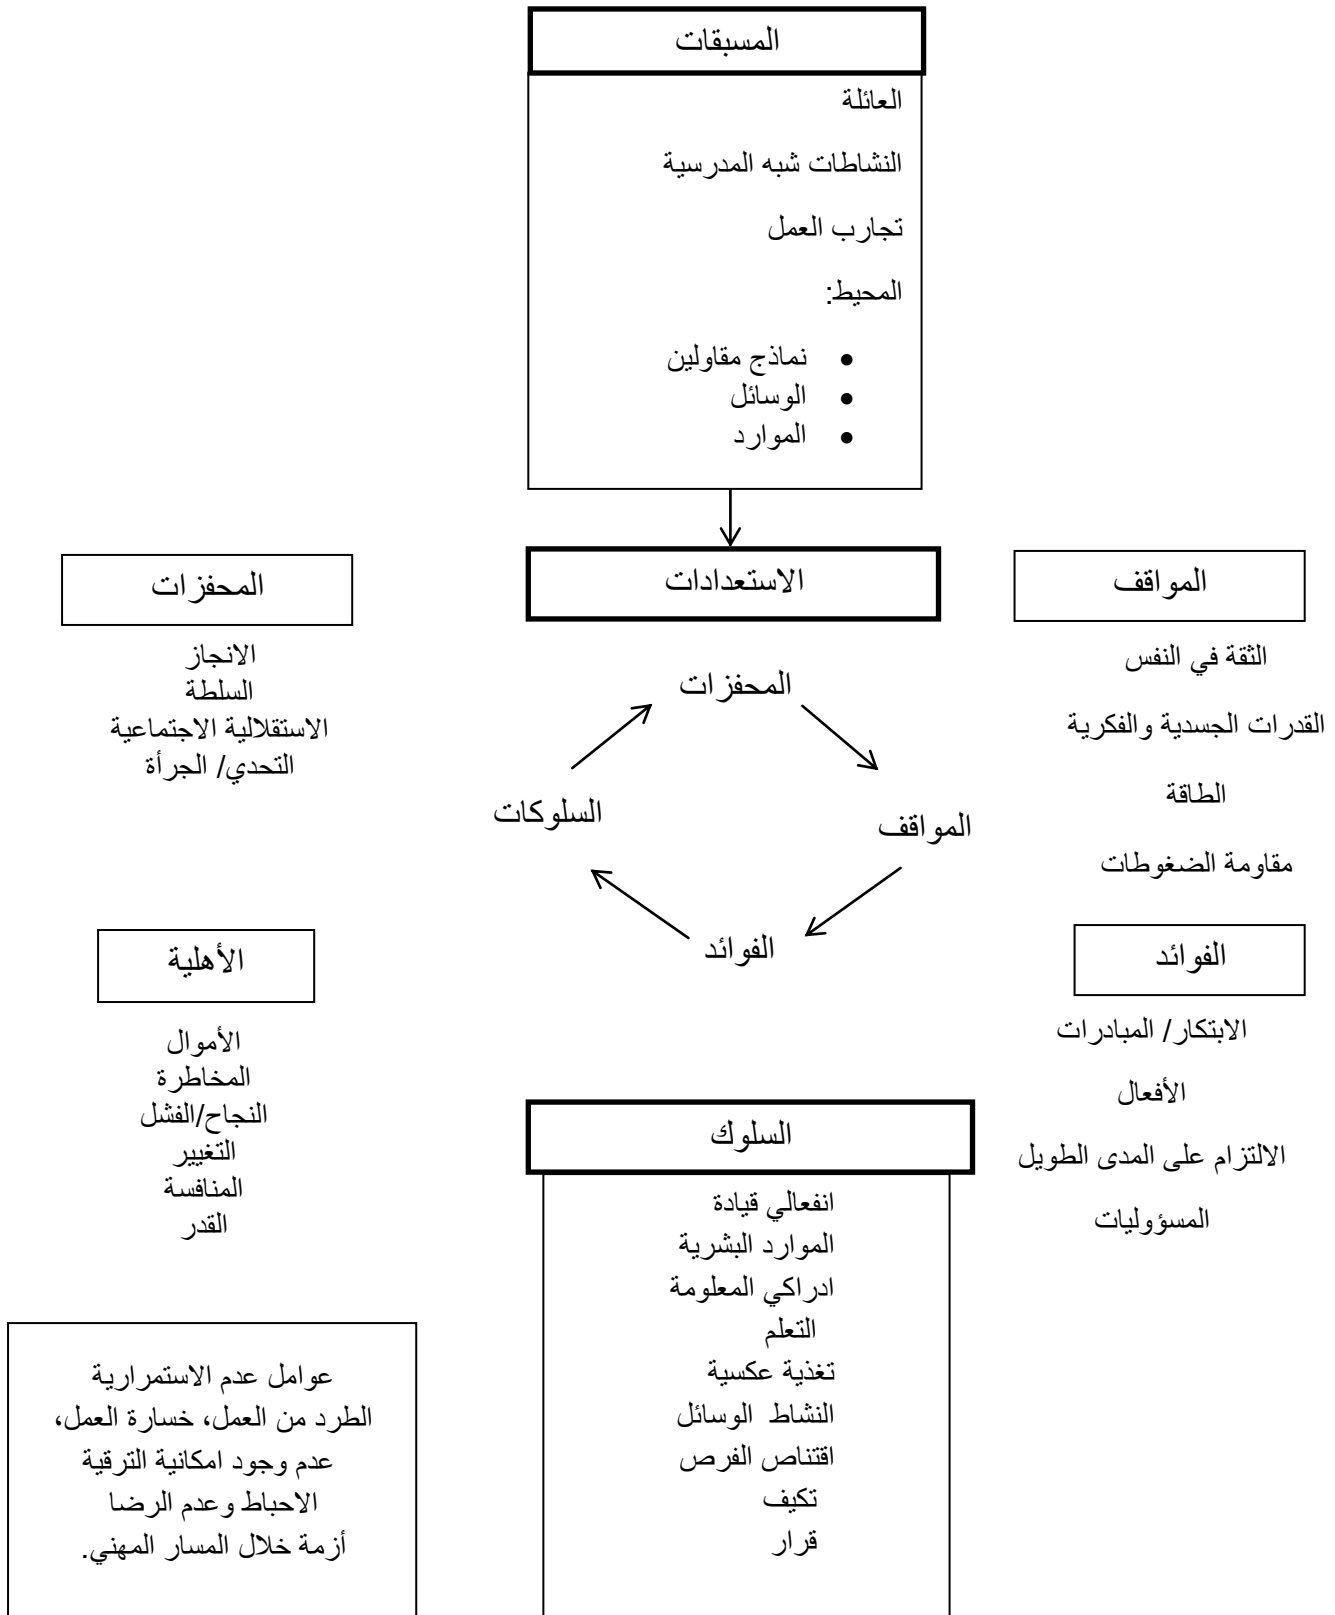 المسبقات
العائلة
النشاطات شبه المدرسية
تجارب العمل
المحيط:
• نماذج مقاولين
• الوسائل
• الموارد
الاستعدادات
المواقف
الثقة في النفس
القدرات الجسدية والفكرية
الطاقة
مقاومة الضغوطات
المحفزات
الانجاز
السلطة
الاستقلالية الاجتماعية
التحدي/ الجرأة
المحفزات
المواقف
الفوائد
السلوكات
الفوائد
الابتكار/ المبادرات
الأفعال
الالتزام على المدى الطويل
المسؤوليات
الأهلية
الأموال
المخاطرة
النجاح/الفشل
التغيير
المنافسة
القدر
السلوك
انفعالي قيادة
الموارد البشرية
ادراكي المعلومة
التعلم
تغذية عكسية
النشاط الوسائل
اقتناص الفرص
تكيف
قرار
عوامل عدم الاستمرارية
الطرد من العمل، خسارة العمل،
عدم وجود امكانية الترقية
الاحباط وعدم الرضا
أزمة خلال المسار المهني.